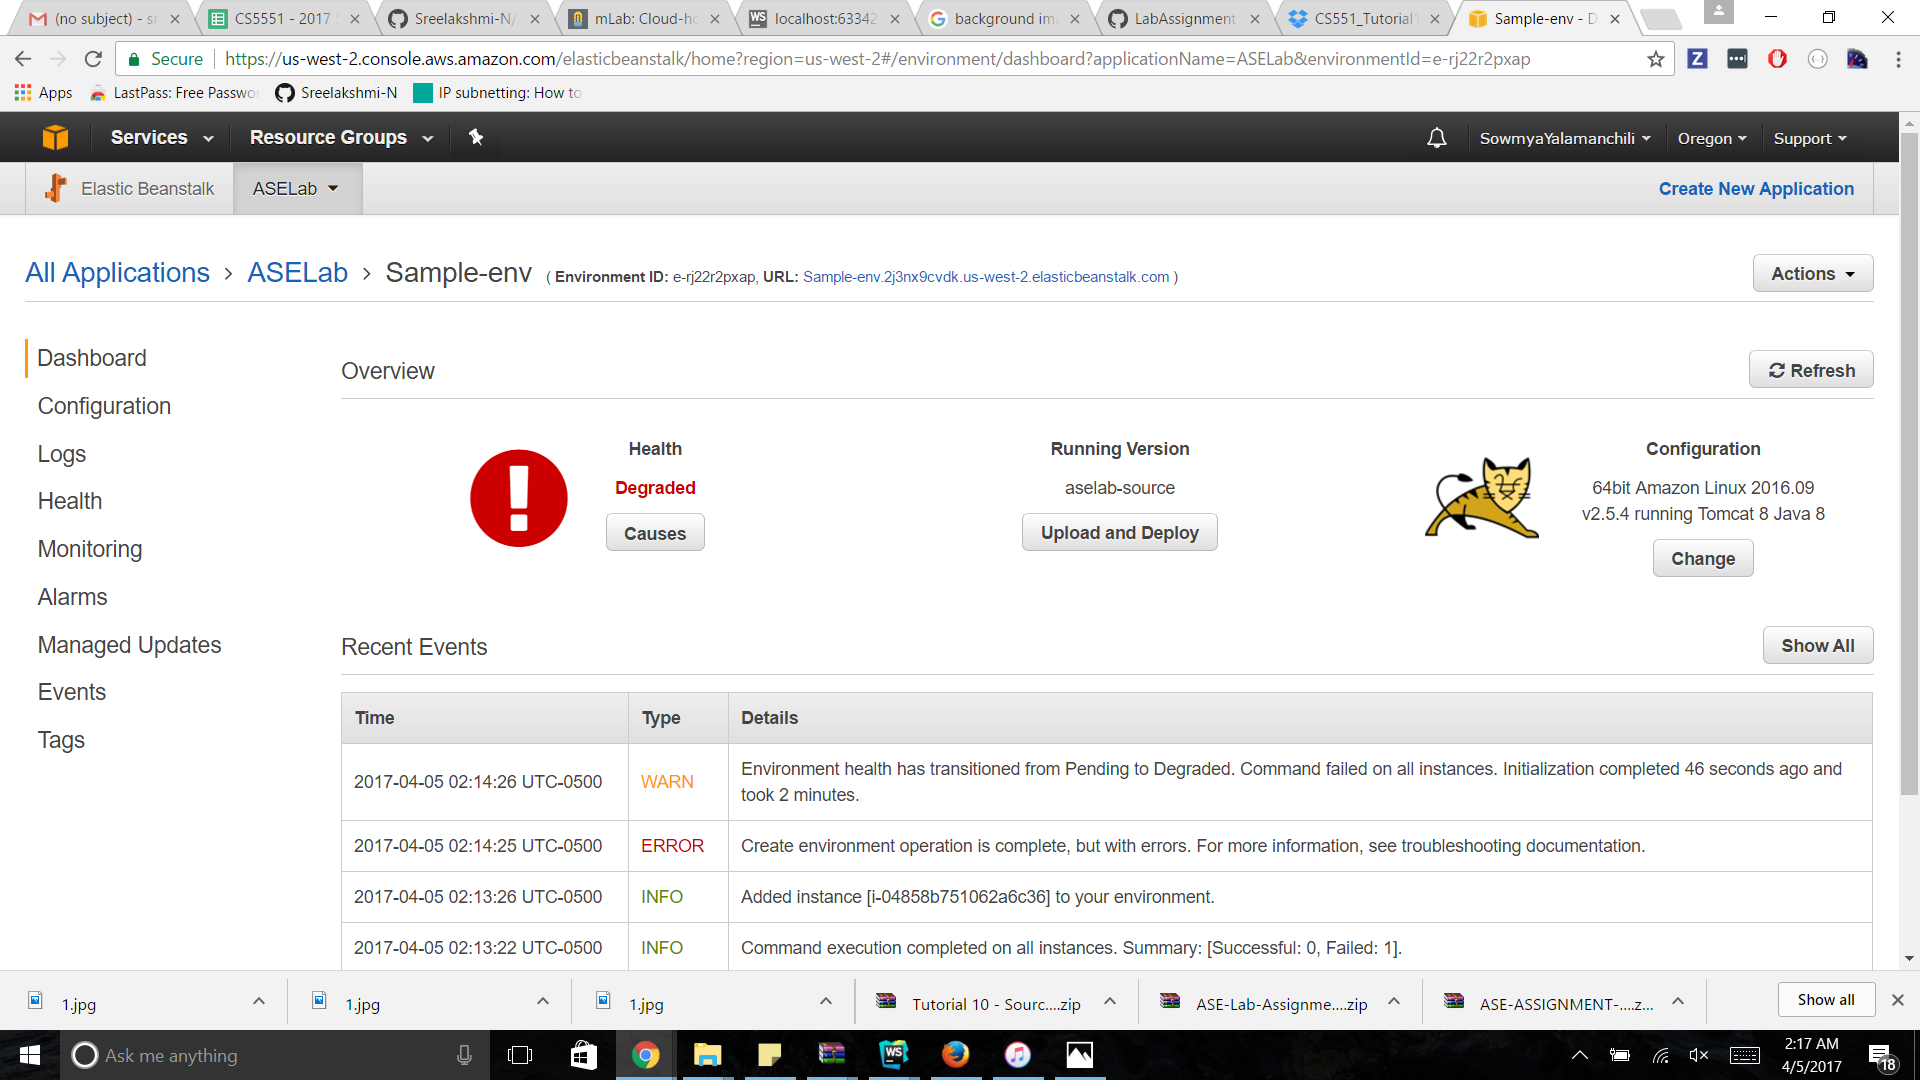 (no subject) - sr
CS5551 - 2017 S
Sreelakshmi-N/
mLab: Cloud-ho
localhost:63342
background ima
LabAssignment
CS551_Tutorial1
Sample-env - D
Secure
https://us-west-2.console.aws.amazon.com/elasticbeanstalk/home?region=us-west-2#/environment/dashboard?applicationName=ASELab&environmentId=e-rj22r2pxap
Apps
LastPass: Free Passwo
Sreelakshmi-N
IP subnetting: How to
Services
Resource Groups
SowmyaYalamanchili
Oregon
Support
Elastic Beanstalk
ASELab
Create New Application
All Applications > ASELab > Sample-env ( Environment ID: e-rj22r2pxap, URL: Sample-env.2j3nx9cvdk.us-west-2.elasticbeanstalk.com )
Actions
Dashboard
Configuration
Logs
Health
Monitoring
Alarms
Managed Updates
Events
Tags
Overview
Refresh
Health
Degraded
Causes
Running Version
aselab-source
Upload and Deploy
Configuration
64bit Amazon Linux 2016.09
v2.5.4 running Tomcat 8 Java 8
Change
Recent Events
Show All
Time Type Details
2017-04-05 02:14:26 UTC-0500 WARN Environment health has transitioned from Pending to Degraded. Command failed on all instances. Initialization completed 46 seconds ago and
took 2 minutes.
2017-04-05 02:14:25 UTC-0500 ERROR Create environment operation is complete, but with errors. For more information, see troubleshooting documentation.
2017-04-05 02:13:26 UTC-0500 INFO Added instance [i-04858b751062a6c36] to your environment.
2017-04-05 02:13:22 UTC-0500 INFO Command execution completed on all instances. Summary: [Successful: 0, Failed: 1].
1.jpg
1.jpg
1.jpg
Tutorial 10 - Sourc....zip
ASE-Lab-Assignme....zip
ASE-ASSIGNMENT-....z...
Show all
Ask me anything
WS
2:17 AM
4/5/2017
18